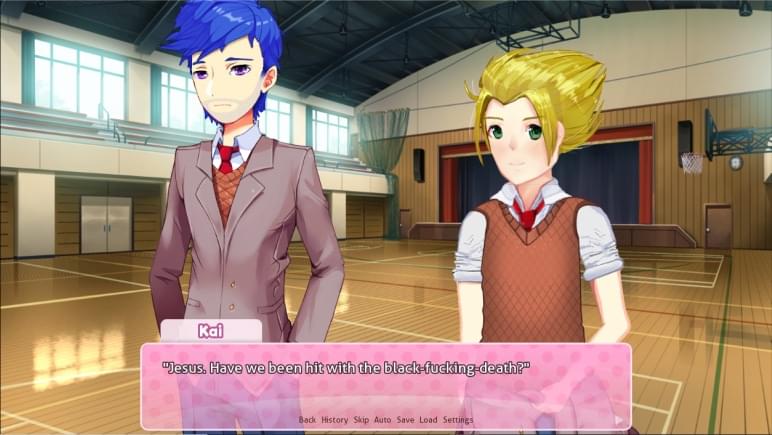 Kai
"Jesus. Have we been hit with the black-fucking-death?"
Back History Skip Auto Save Load Settings